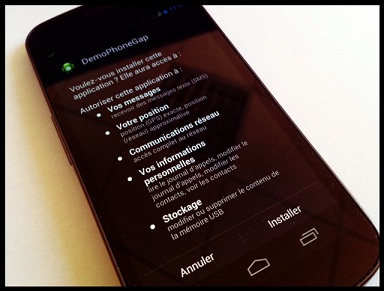 DemoPhoneGap
Voulez-vous installer cette
application ? Elle aura accès à :
Autoriser cette application à :
• Vos messages
recevoir des messages texte (SMS)
• Votre position
position (GPS) exacte, position
(réseau) approximative
• Communications réseau
accès complet au réseau
• Vos informations
personnelles
lire le journal d'appels, modifier le
journal d'appels, modifier les
contacts, voir les contacts
• Stockage
modifier ou supprimer le contenu de
la mémoire USB
Annuler
Installer